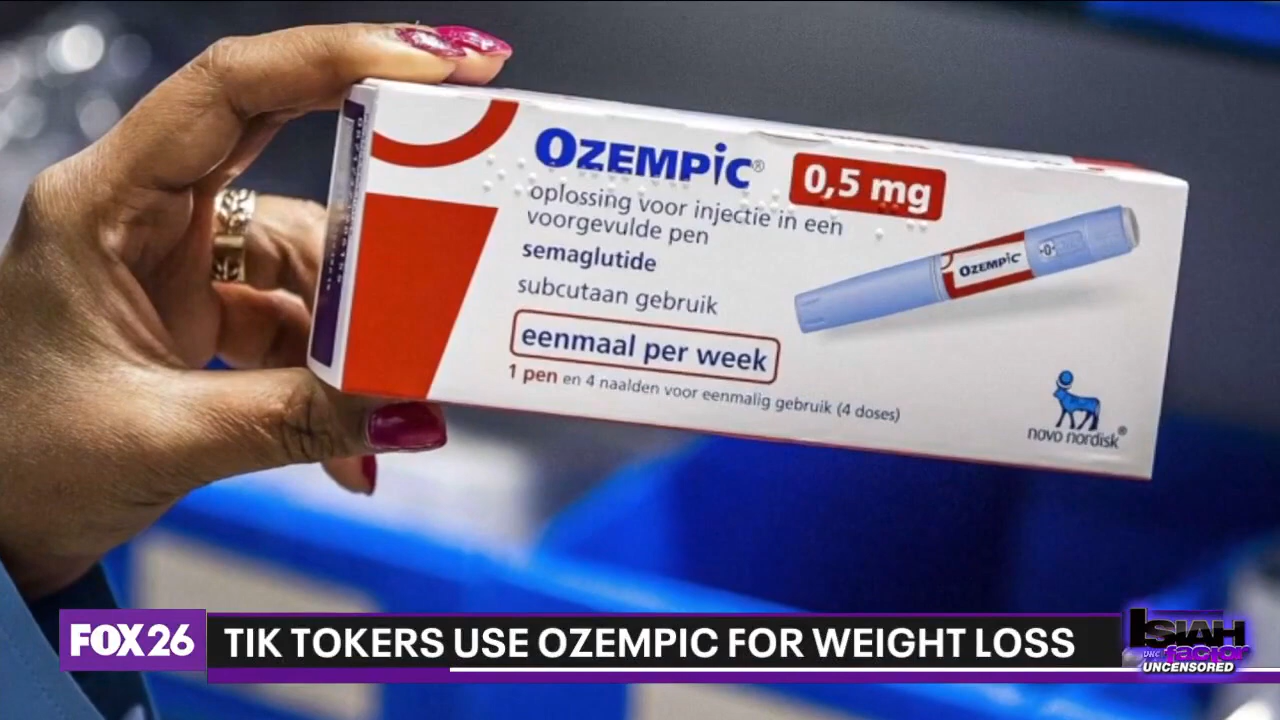 OZEMPIC®
0,5 mg
oplossing voor injectie in een
voorgevulde pen
semaglutide
subcutaan gebruik
eenmaal per week
1 pen en 4 naalden voor eenmalig gebruik (4 doses)
OZEMPIC
0
novo nordisk®
FOX 26
TIK TOKERS USE OZEMPIC FOR WEIGHT LOSS
ISIAH
factor
UNCENSORED